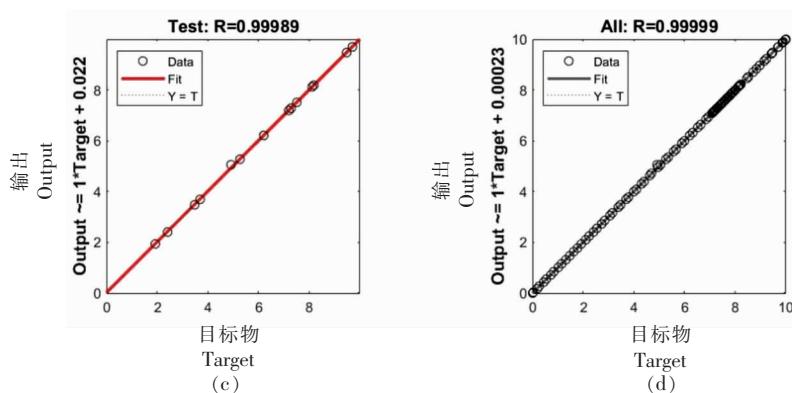 Test: R=0.99989
Data
Fit
Y = T
8
6
4
2
0
0
2
4
6
8
输出
Output
Output ~= 1*Target + 0.022
目标物
Target
(c)
All: R=0.99999
Data
Fit
Y = T
10
8
6
4
2
0
0
2
4
6
8
10
输出
Output
Output ~= 1*Target + 0.00023
目标物
Target
(d)